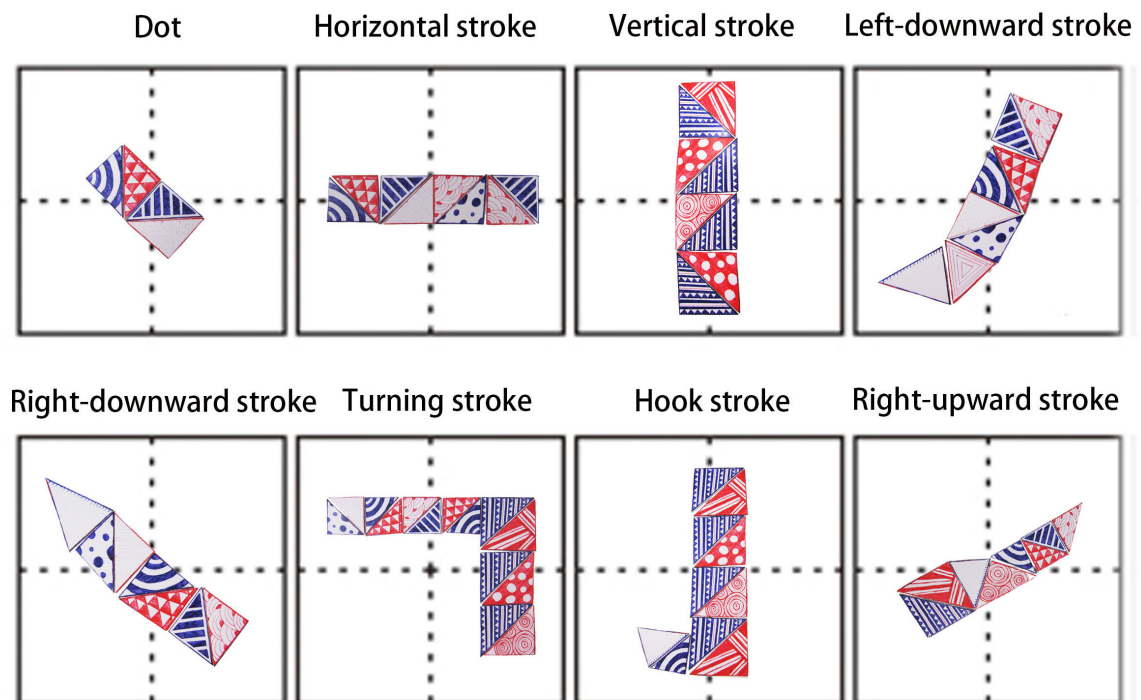 Dot
Horizontal stroke
Vertical stroke
Left-downward stroke
Right-downward stroke
Turning stroke
Hook stroke
Right-upward stroke